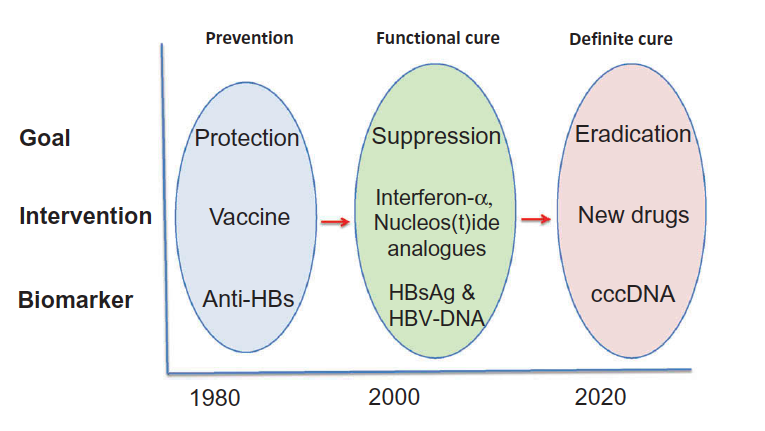 Prevention
Functional cure
Definite cure
Goal
Protection
Suppression
Eradication
Intervention
Vaccine
Interferon-α,
Nucleos(t)ide
analogues
New drugs
Biomarker
Anti-HBs
HBsAg &
HBV-DNA
cccDNA
1980
2000
2020